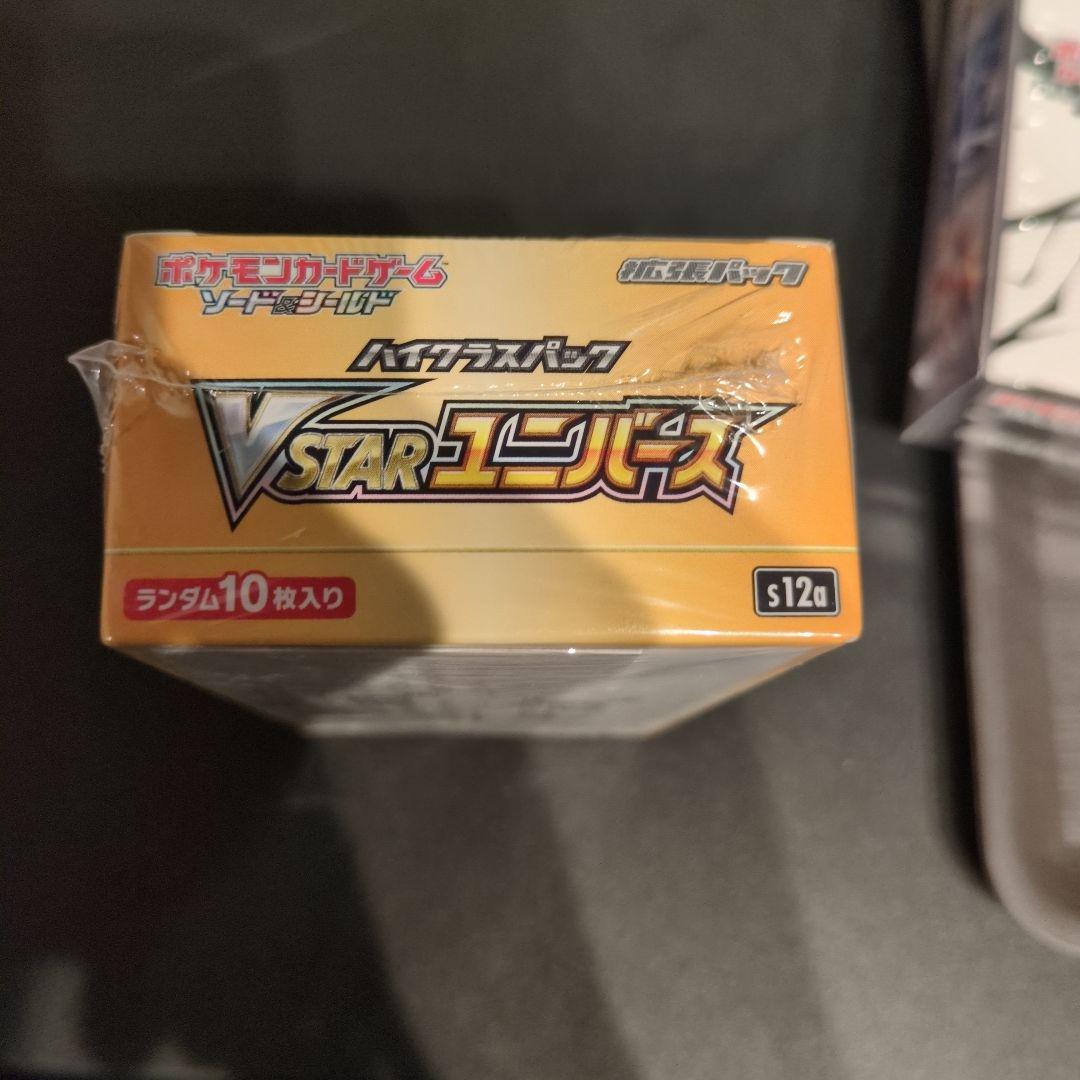 ポケモンカードゲーム
ソード&シールド
拡張パック
ハイクラスパック
VSTARユニバース
ランダム10枚入り
s12a